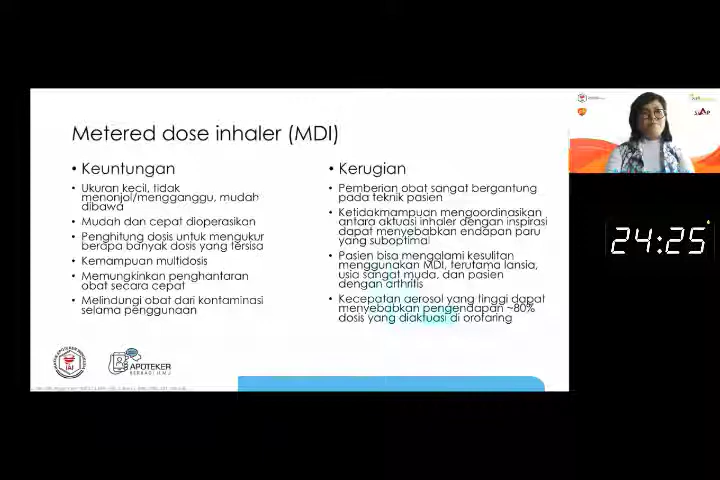 Metered dose inhaler (MDI)
• Keuntungan
• Ukuran kecil, tidak
menonjol/mengganggu, mudah
dibawa
• Mudah dan cepat dioperasikan
• Penghitung dosis untuk mengukur
berapa banyak dosis yang tersisa
• Kemampuan multidosis
• Memungkinkan penghantaran
obat secara cepat
• Melindungi obat dari kontaminasi
selama penggunaan
• Kerugian
• Pemberian obat sangat bergantung
pada teknik pasien
• Ketidakmampuan mengoordinasikan
antara aktuasi inhaler dengan inspirasi
dapat menyebabkan endapan paru
yang suboptimal
• Pasien bisa mengalami kesulitan
menggunakan MDI, terutama lansia,
usia sangat muda, dan pasien
dengan arthritis
• Kecepatan aerosol yang tinggi dapat
menyebabkan pengendapan ~80%
dosis yang diaktuasi di orofaring
24:25
IAI
APOTEKER
BERBAGI ILMU